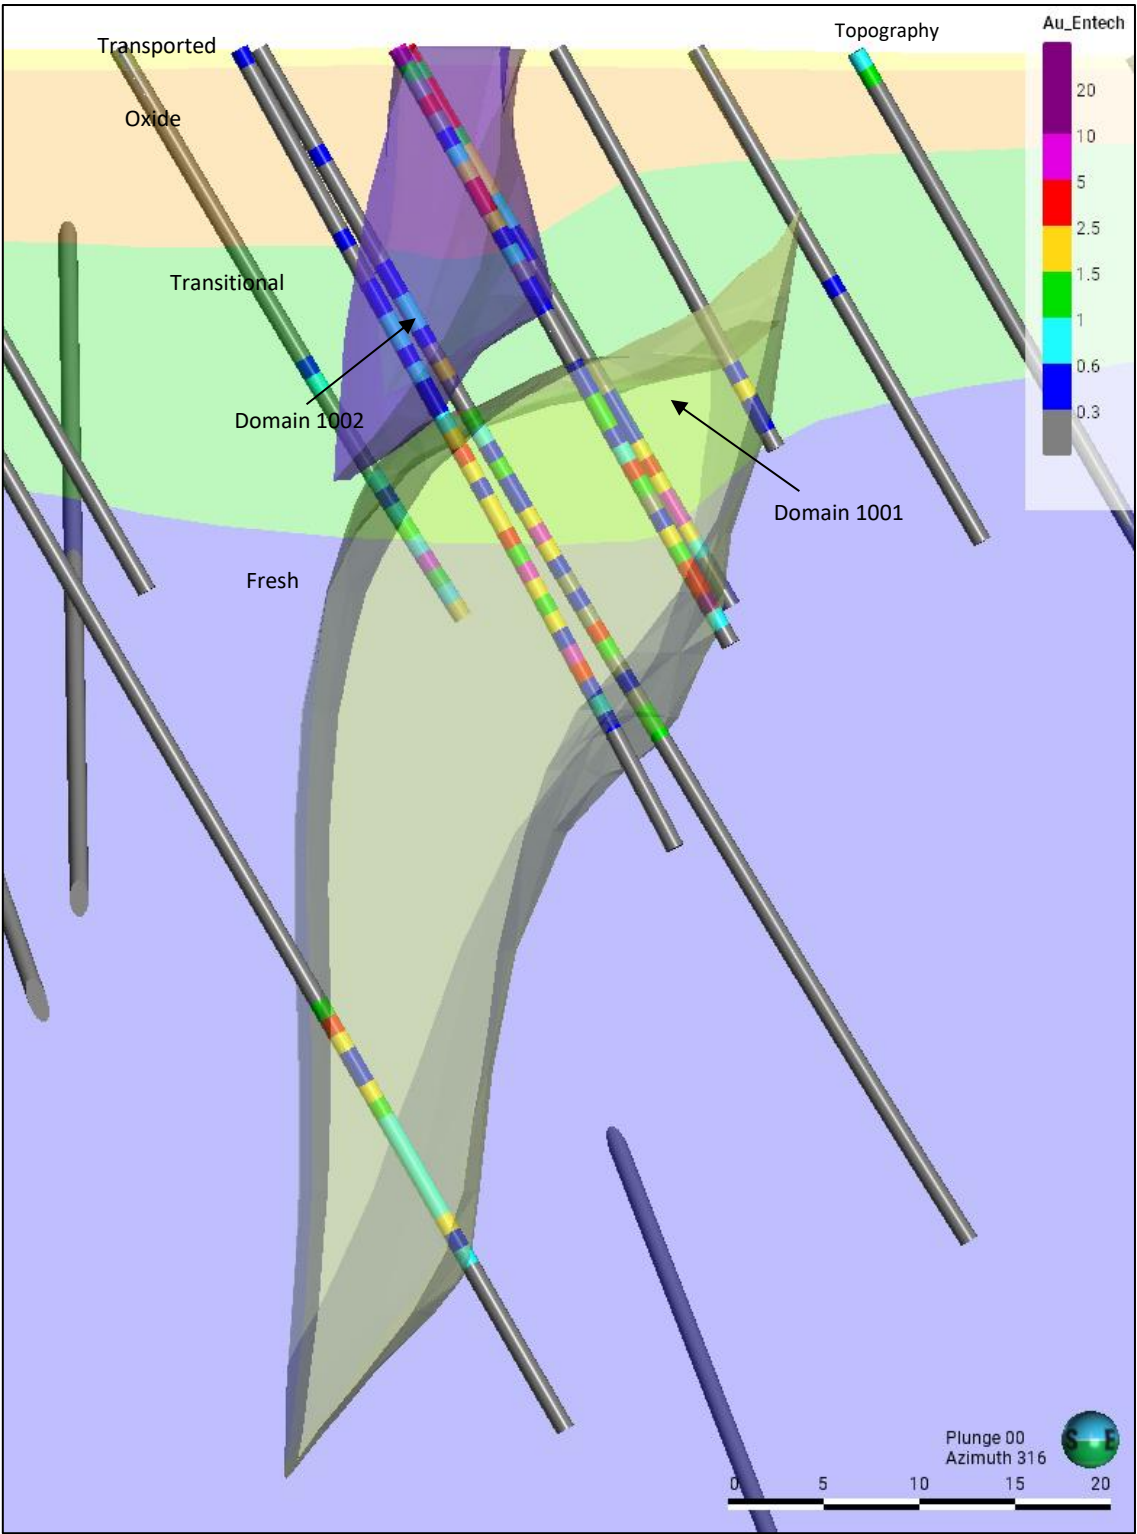 Transported
Topography
Au_Entech
20
10
5
2.5
1.5
1
0.6
0.3
Oxide
Transitional
Domain 1002
Domain 1001
Fresh
Plunge 00
Azimuth 316
S E
0 5 10 15 20